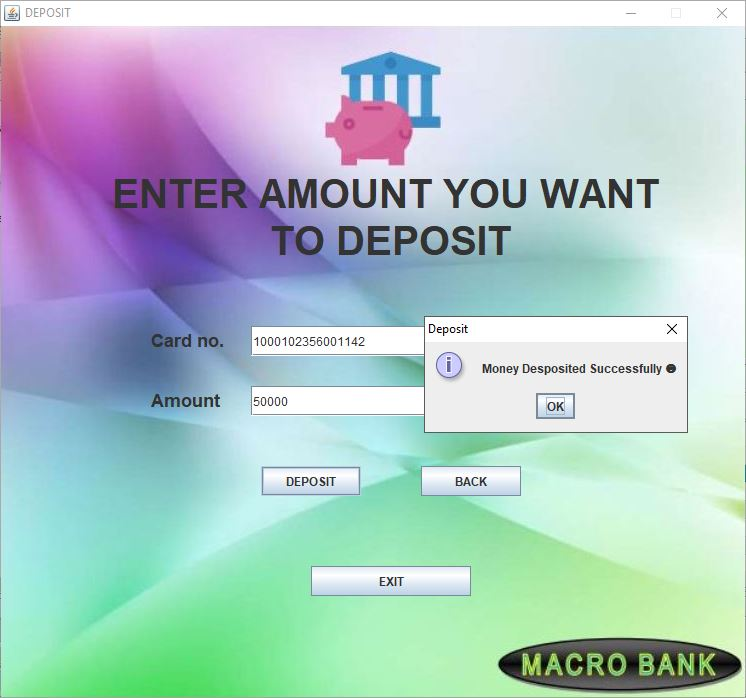 DEPOSIT
ENTER AMOUNT YOU WANT
TO DEPOSIT
Card no. 1000102356001142
Deposit
Money Desposited Successfully
OK
Amount 50000
DEPOSIT BACK
EXIT
MACRO BANK